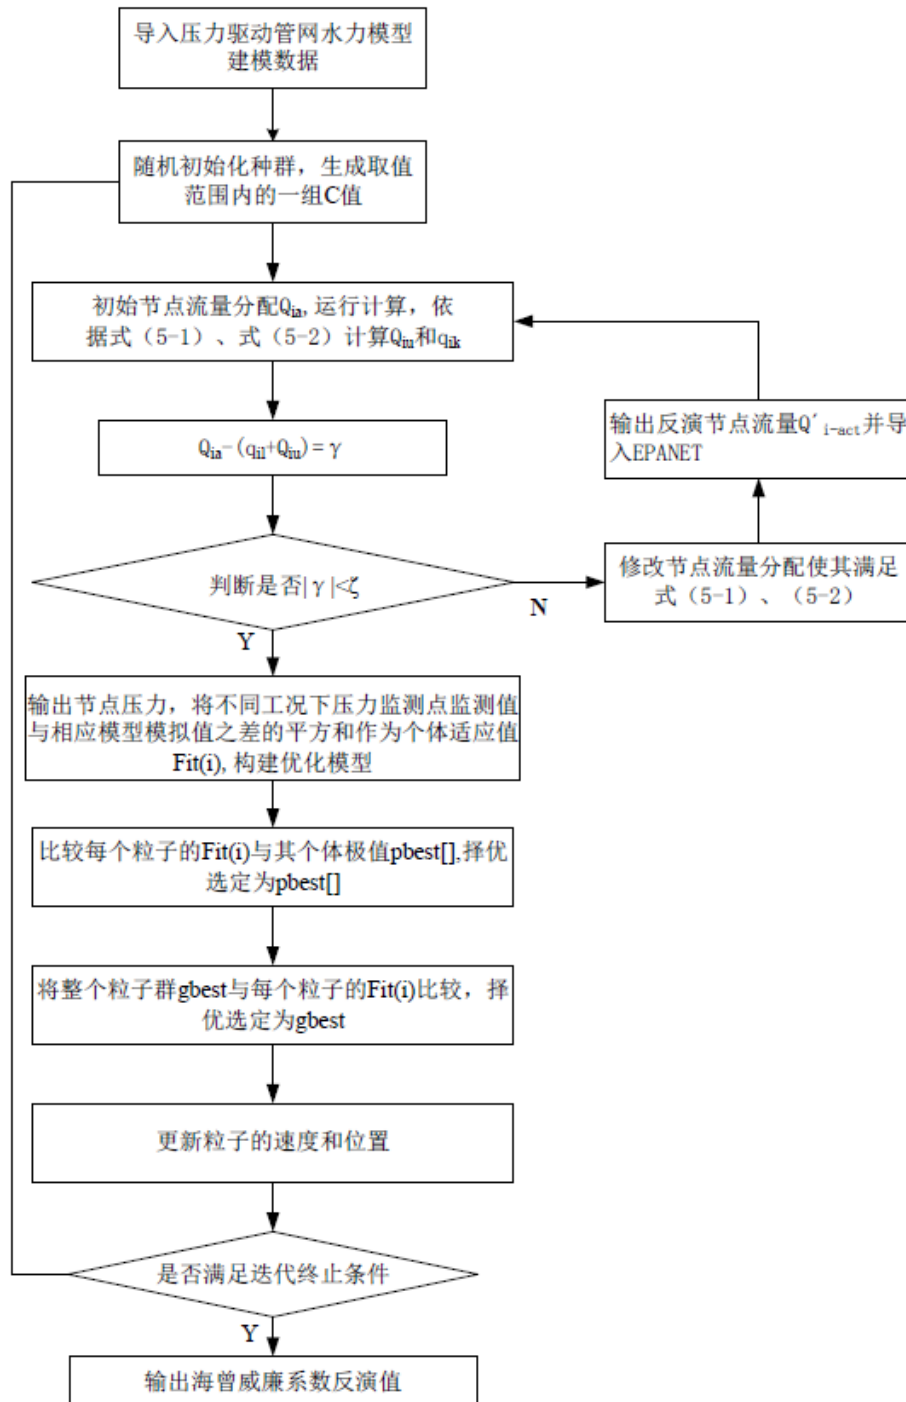 导入压力驱动管网水力模型
建模数据
随机初始化种群，生成取值
范围内的一组C值
初始节点流量分配Qia,运行计算，依
据式（5-1）、式（5-2）计算Qiu和qik
Qia-(qil+Qiu)=γ
判断是否|γ|<ζ
N
修改节点流量分配使其满足
式（5-1）、（5-2）
输出反演节点流量Q′i-act并导
入EPANET
Y
输出节点压力，将不同工况下压力监测点监测值
与相应模型模拟值之差的平方和作为个体适应值
Fit(i),构建优化模型
比较每个粒子的Fit(i)与其个体极值pbest[],择优
选定为pbest[]
将整个粒子群gbest与每个粒子的Fit(i)比较，择
优选定为gbest
更新粒子的速度和位置
是否满足迭代终止条件
Y
输出海曾威廉系数反演值